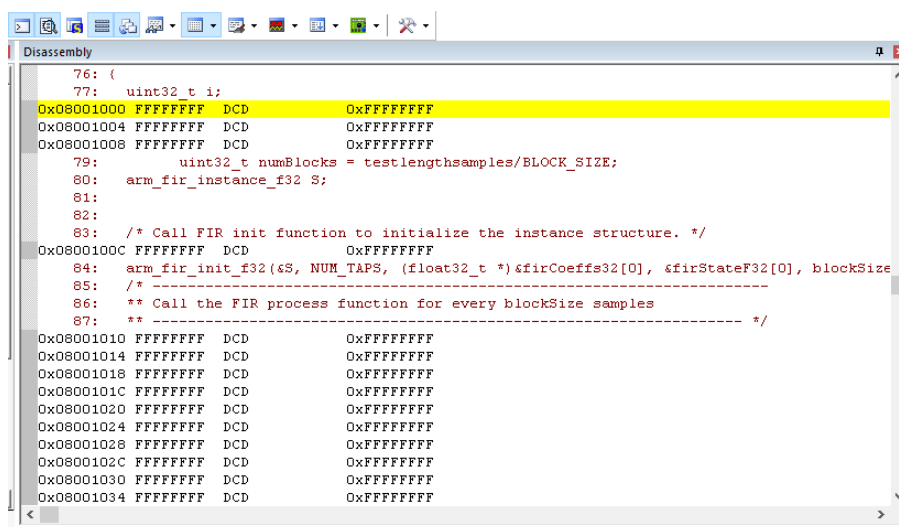 Disassembly
76: {
77: uint32_t i;
0x08001000 FFFFFFFF DCD 0xFFFFFFFF
0x08001004 FFFFFFFF DCD 0xFFFFFFFF
0x08001008 FFFFFFFF DCD 0xFFFFFFFF
79: uint32_t numBlocks = testlengthsamples/BLOCK_SIZE;
80: arm_fir_instance_f32 S;
81:
82:
83: /* Call FIR init function to initialize the instance structure. */
0x0800100C FFFFFFFF DCD 0xFFFFFFFF
84: arm_fir_init_f32(&S, NUM_TAPS, (float32_t *)&firCoeffs32[0], &firStateF32[0], blockSize
85: /* ----------------------------------------------------------------------
86: ** Call the FIR process function for every blockSize samples
87: ** ------------------------------------------------------------------- */
0x08001010 FFFFFFFF DCD 0xFFFFFFFF
0x08001014 FFFFFFFF DCD 0xFFFFFFFF
0x08001018 FFFFFFFF DCD 0xFFFFFFFF
0x0800101C FFFFFFFF DCD 0xFFFFFFFF
0x08001020 FFFFFFFF DCD 0xFFFFFFFF
0x08001024 FFFFFFFF DCD 0xFFFFFFFF
0x08001028 FFFFFFFF DCD 0xFFFFFFFF
0x0800102C FFFFFFFF DCD 0xFFFFFFFF
0x08001030 FFFFFFFF DCD 0xFFFFFFFF
0x08001034 FFFFFFFF DCD 0xFFFFFFFF